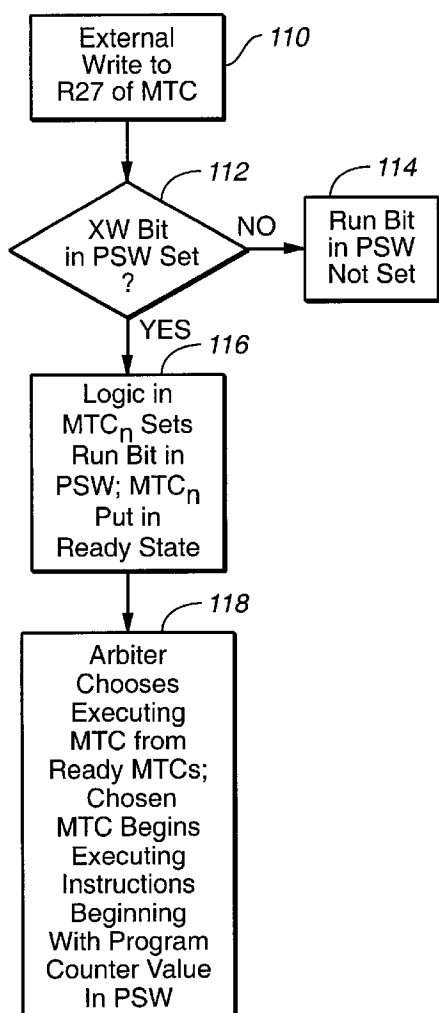 External
Write to
R27 of MTC
110
112
XW Bit
in PSW Set
?
NO
114
Run Bit
in PSW
Not Set
YES
116
Logic in
MTCn Sets
Run Bit in
PSW; MTCn
Put in
Ready State
118
Arbiter
Chooses
Executing
MTC from
Ready MTCs;
Chosen
MTC Begins
Executing
Instructions
Beginning
With Program
Counter Value
In PSW